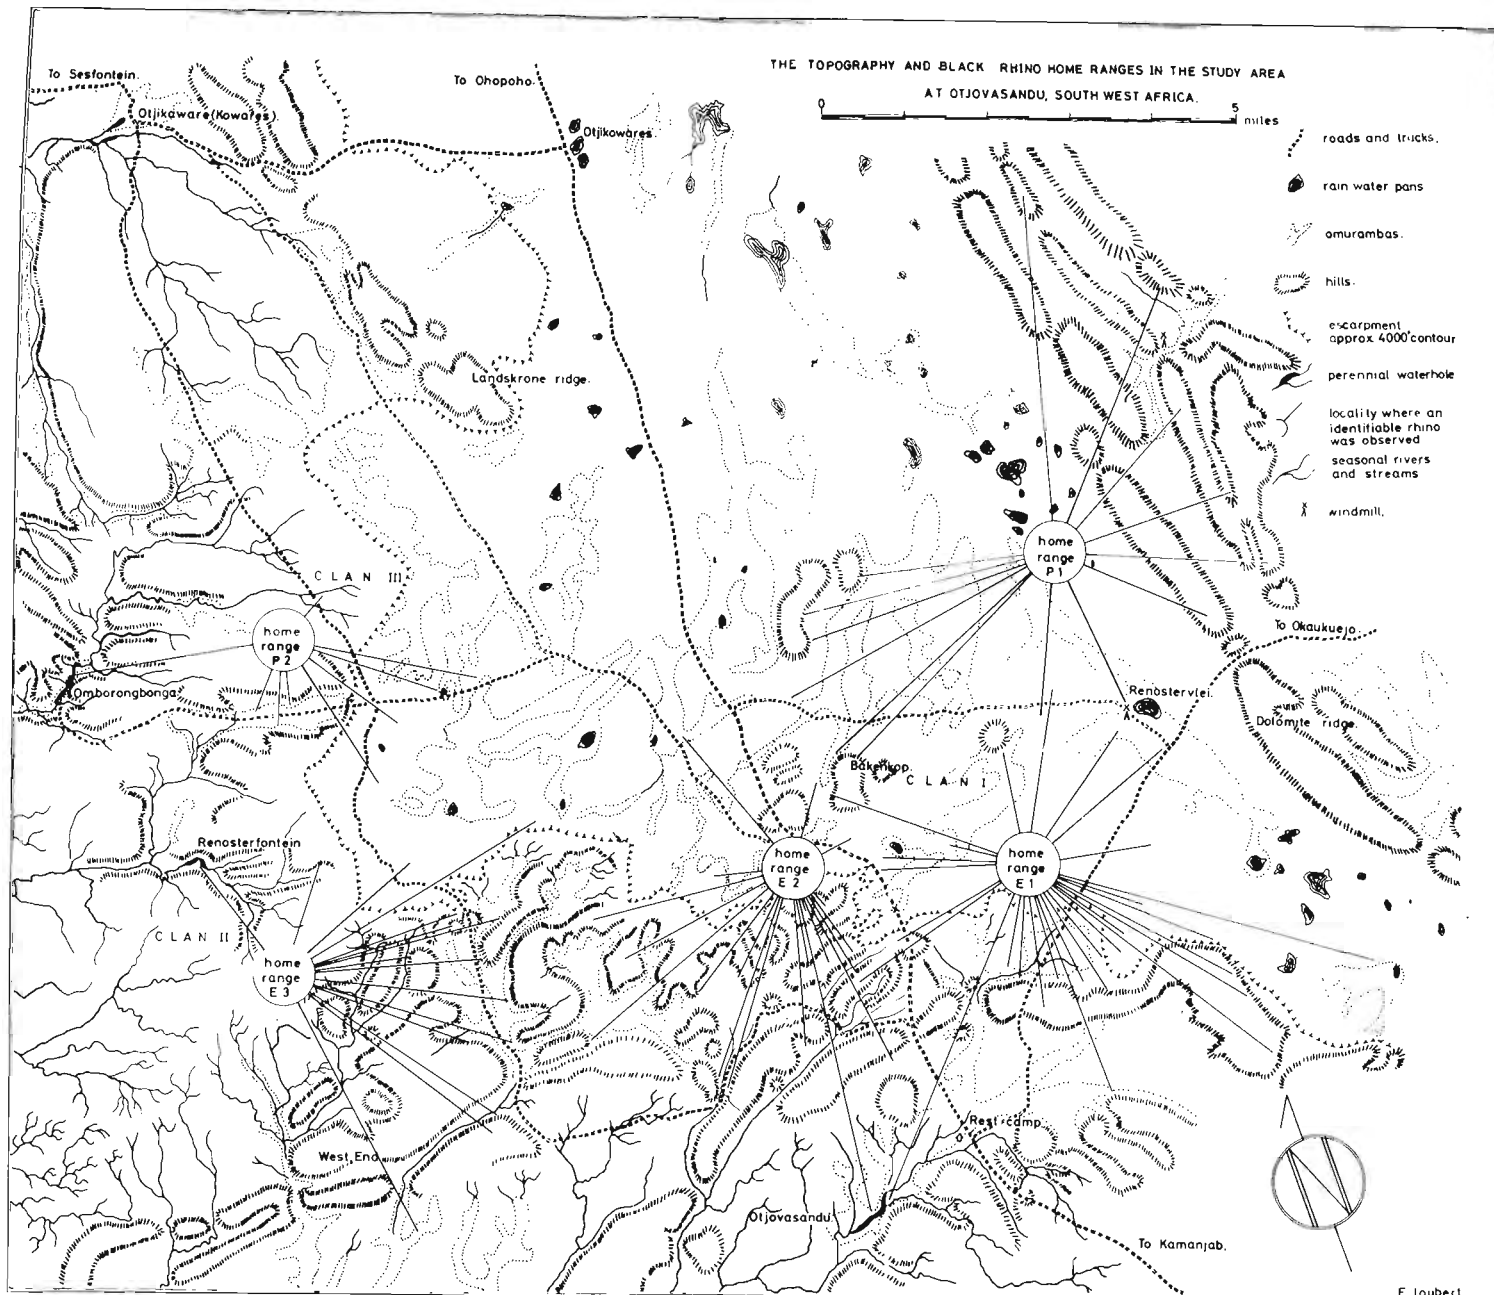 THE TOPOGRAPHY AND BLACK RHINO HOME RANGES IN THE STUDY AREA
AT OTJOVASANDU, SOUTH WEST AFRICA.
0 5
miles
roads and tracks.
rain water pans
omurambas.
hills.
escarpment
approx 4000' contour
perennial waterhole
locality where an
identifiable rhino
was observed
seasonal rivers
and streams
windmill.
To Sesfontein.
To Ohopoho.
Otjikaware (Kowares).
Otjikowares
Landskrone ridge.
CLAN III
home
range
P 1
home
range
P 2
To Okaukuejo.
Omborongbonga
Renostervlei.
Dolomite ridge.
Bakenkop.
CLAN I
Renosterfontein
home
range
E 2
home
range
E 1
CLAN II
home
range
E 3
Rest camp.
West End
Otjovasandu.
To Kamanjab.
N
E Joubert